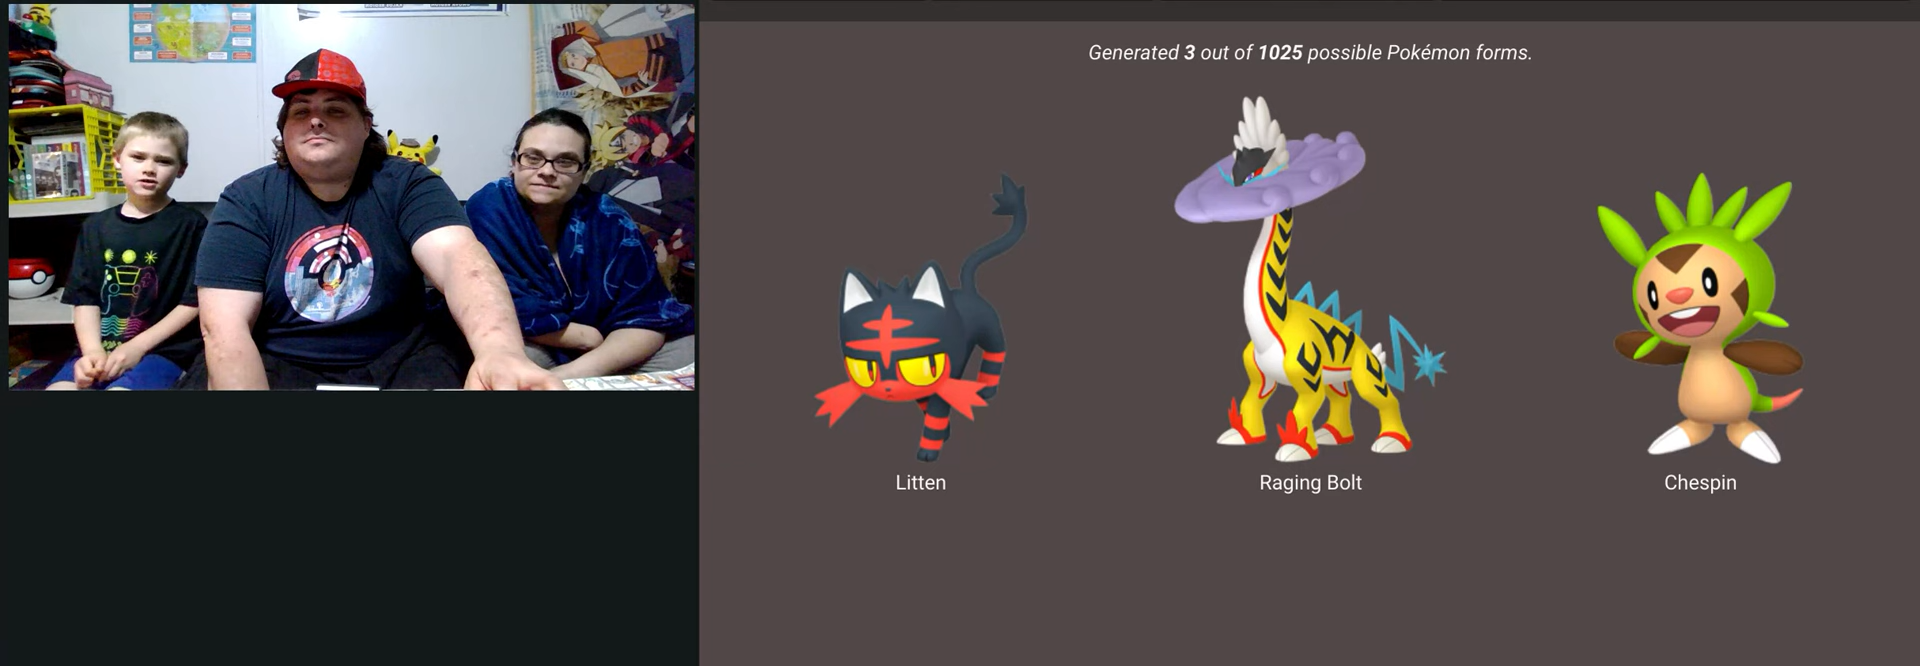 Generated 3 out of 1025 possible Pokémon forms.
Litten
Raging Bolt
Chespin